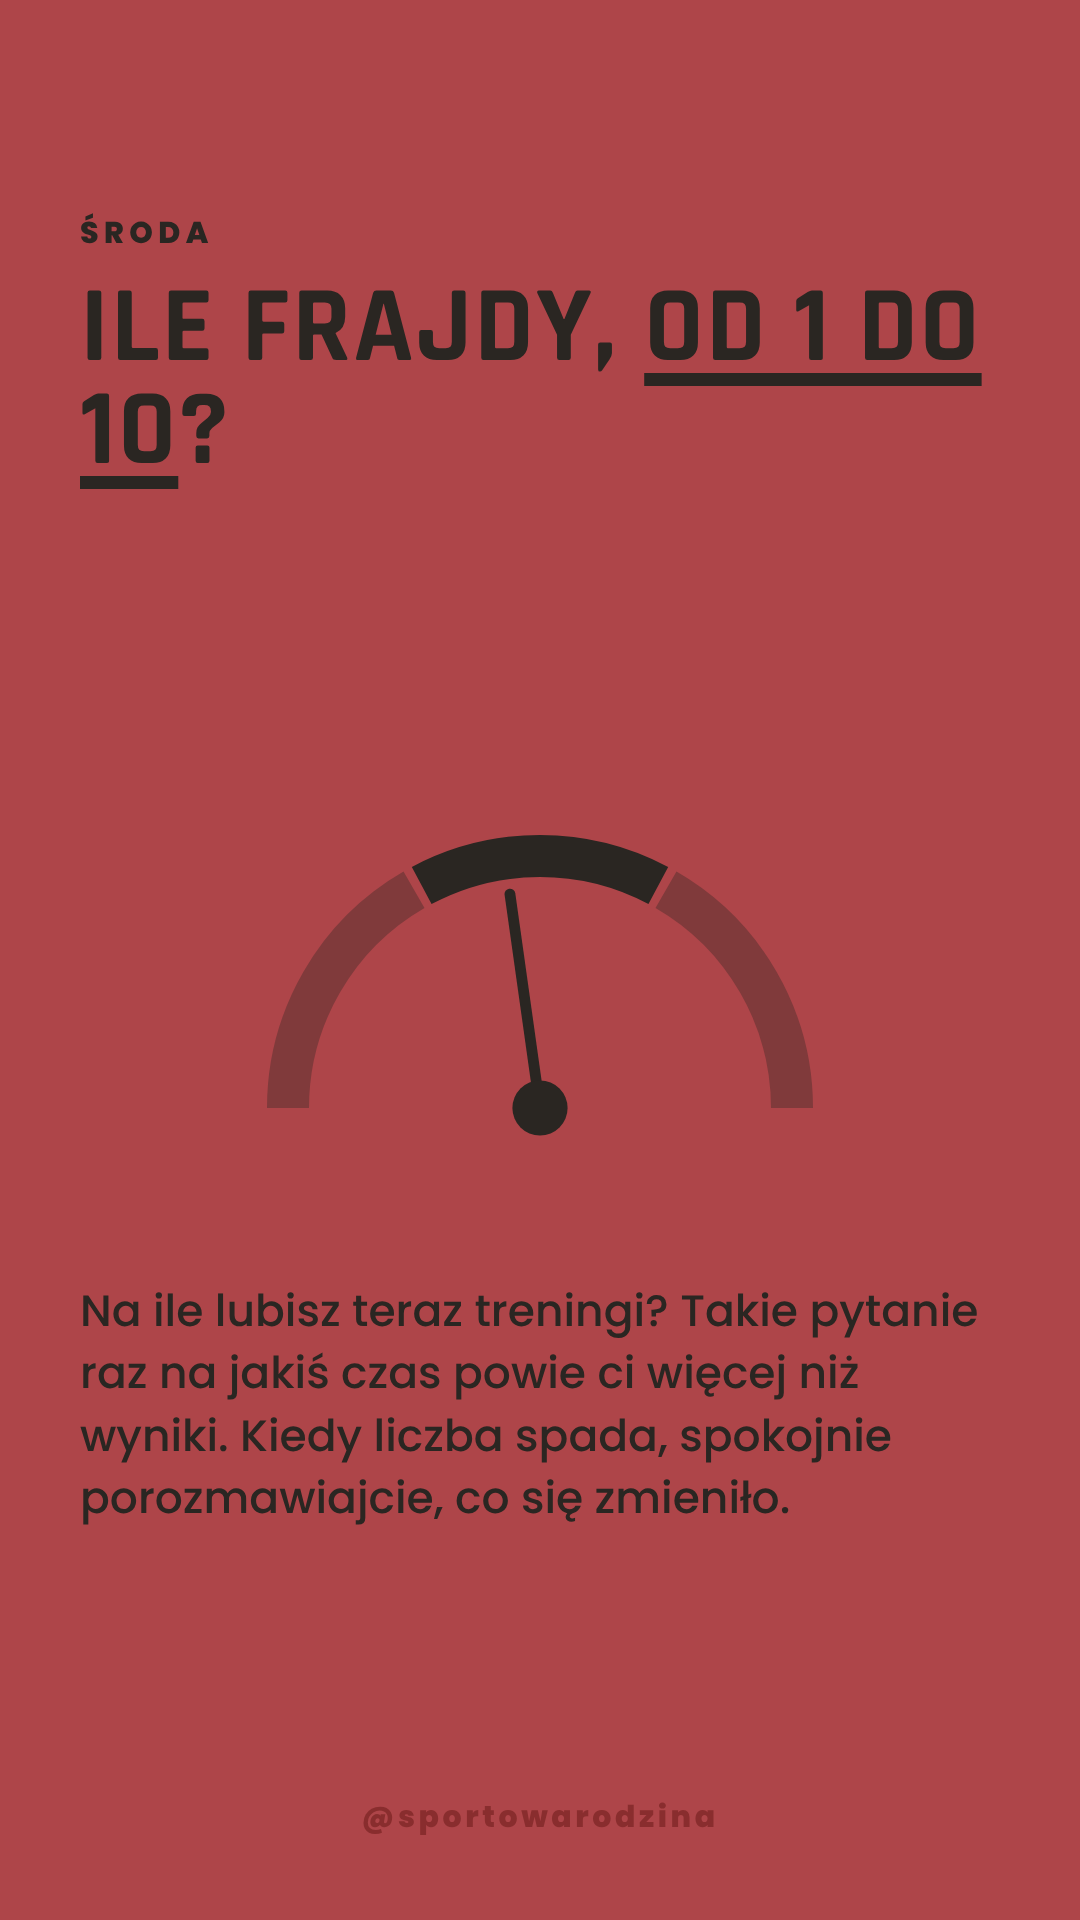 ŚRODA
ILE FRAJDY, OD 1 DO
10?
Na ile lubisz teraz treningi? Takie pytanie
raz na jakiś czas powie ci więcej niż
wyniki. Kiedy liczba spada, spokojnie
porozmawiajcie, co się zmieniło.
@sportowarodzina